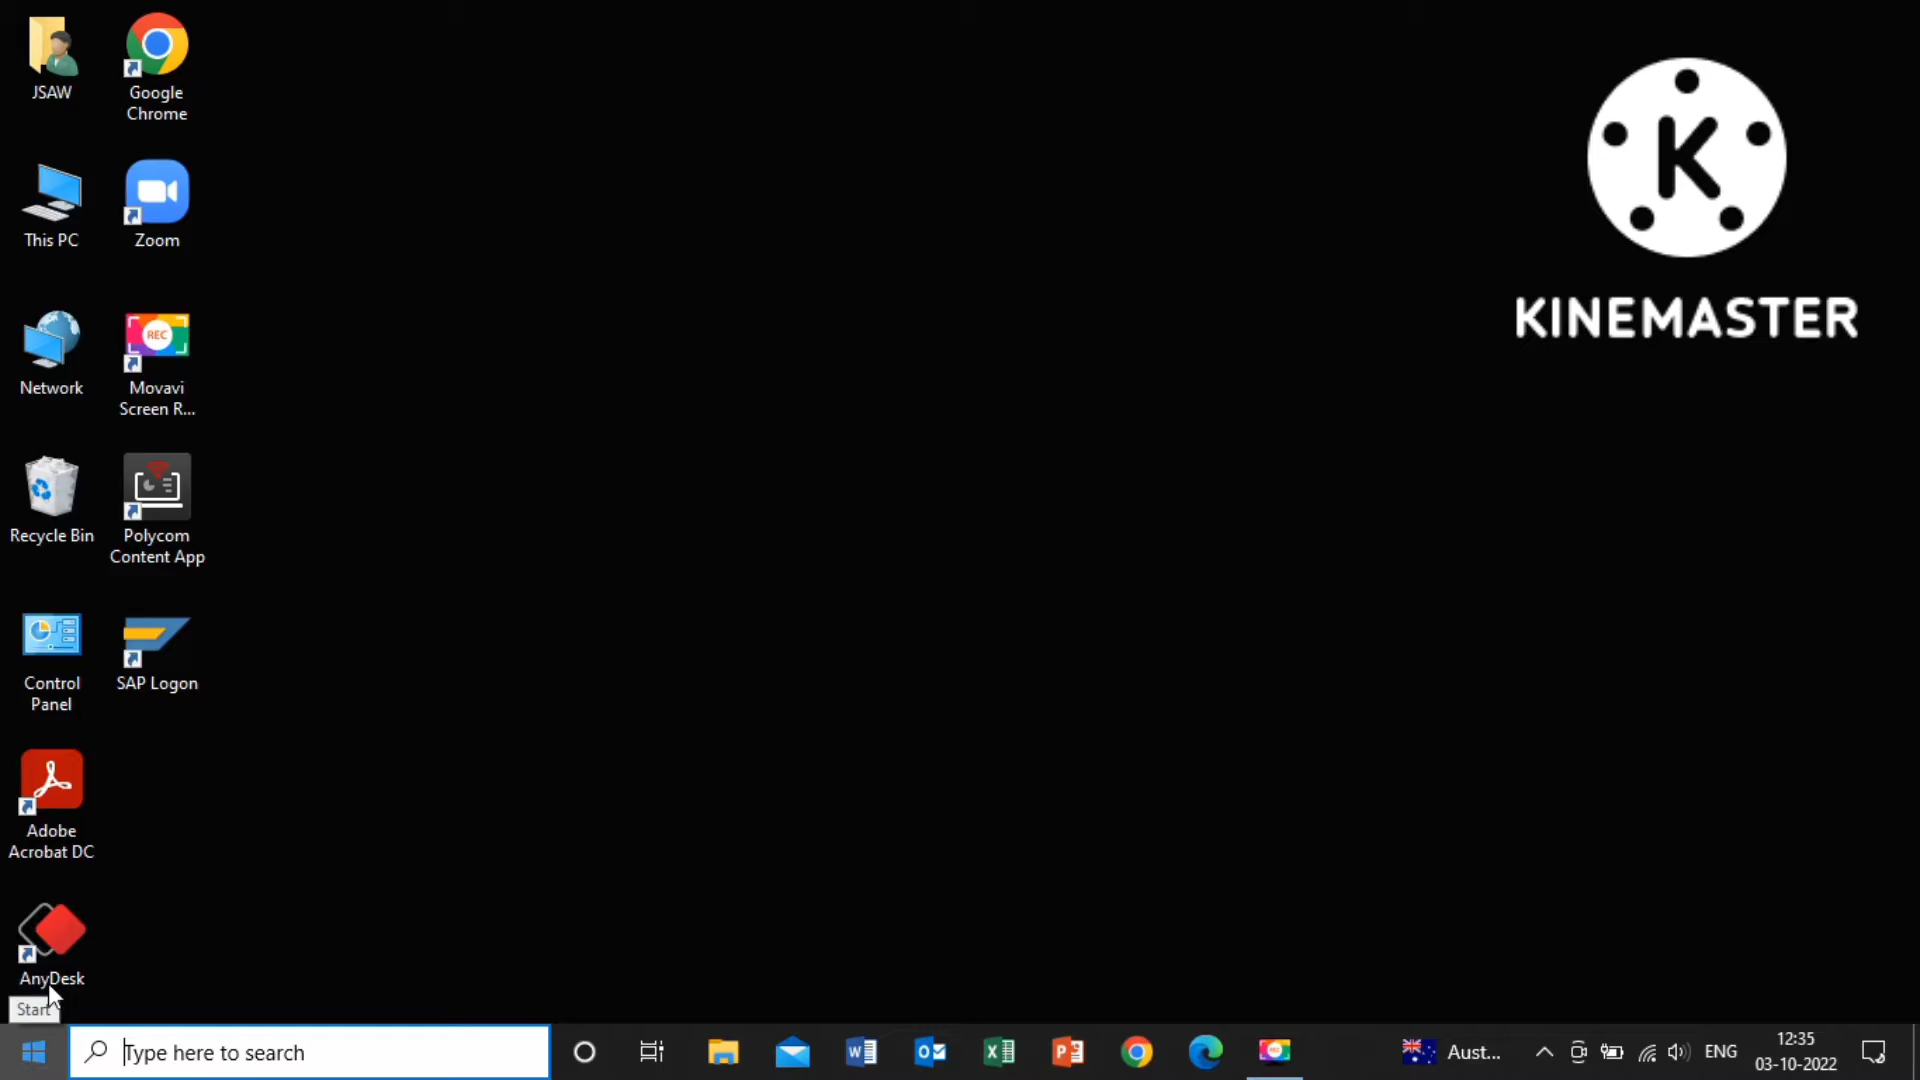 JSAW
Google
Chrome
This PC
Zoom
Network
REC
Movavi
Screen R...
Recycle Bin
Polycom
Content App
Control
Panel
SAP Logon
Adobe
Acrobat DC
AnyDesk
Start
K
KINEMASTER
Type here to search
Aust...
ENG
12:35
03-10-2022